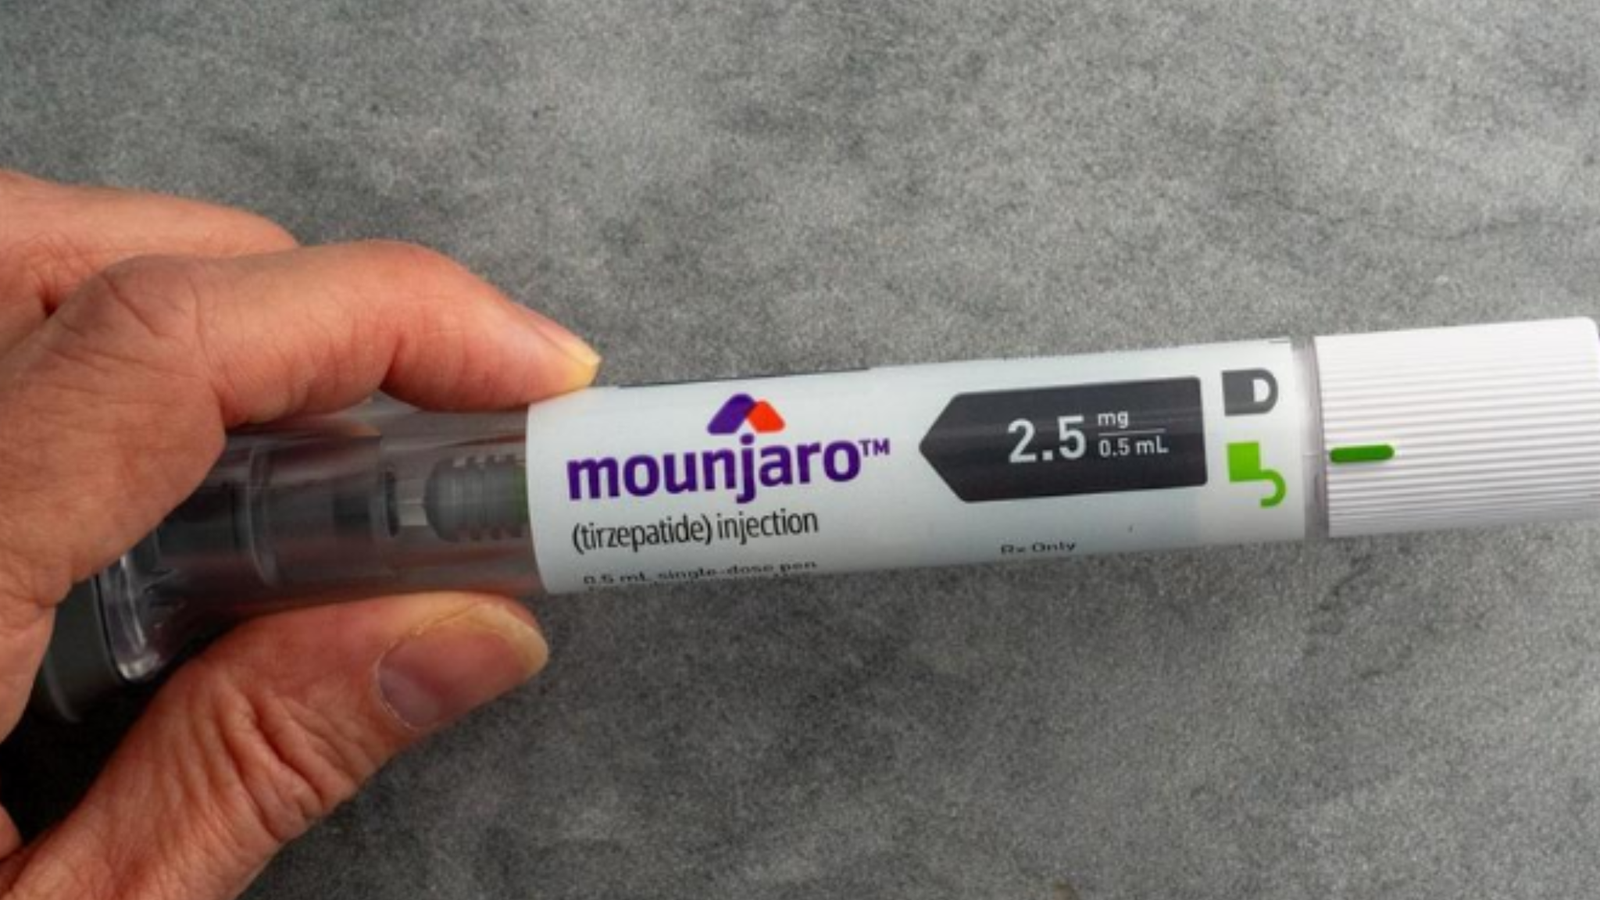 mounjaro™
(tirzepatide) injection
0.5 mL single-dose pen
2.5 mg
0.5 mL
Rx Only